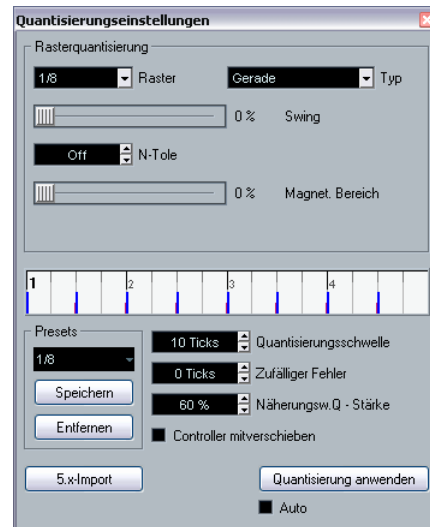 Quantisierungseinstellungen
Rasterquantisierung
1/8 Raster Gerade Typ
0 % Swing
Off N-Tole
0 % Magnet. Bereich
1 2 3 4
Presets
1/8
Speichern
Entfernen
10 Ticks Quantisierungsschwelle
0 Ticks Zufälliger Fehler
60 % Näherungsw.Q - Stärke
Controller mitverschieben
5.x-Import
Quantisierung anwenden
Auto